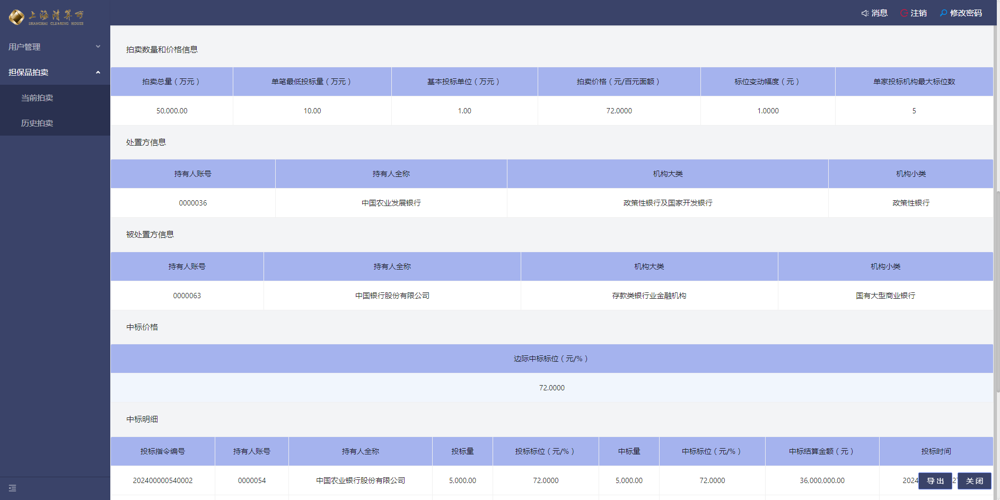 上海清算所
SHANGHAI CLEARING HOUSE
消息 注销 修改密码
用户管理
担保品拍卖
当前拍卖
历史拍卖
拍卖数量和价格信息
拍卖总量（万元） 单笔最低投标量（万元） 基本投标单位（万元） 拍卖价格（元/百元面额） 标位变动幅度（元） 单家投标机构最大标位数
50,000.00 10.00 1.00 72.0000 1.0000 5
处置方信息
持有人账号 持有人全称 机构大类 机构小类
0000036 中国农业发展银行 政策性银行及国家开发银行 政策性银行
被处置方信息
持有人账号 持有人全称 机构大类 机构小类
0000063 中国银行股份有限公司 存款类银行业金融机构 国有大型商业银行
中标价格
边际中标标位（元/%）
72.0000
中标明细
投标指令编号 持有人账号 持有人全称 投标量 投标标位（元/%） 中标量 中标标位（元/%） 中标结算金额（元） 投标时间
202400000540002 0000054 中国农业银行股份有限公司 5,000.00 72.0000 5,000.00 72.0000 36,000,000.00 2024
导出 关闭